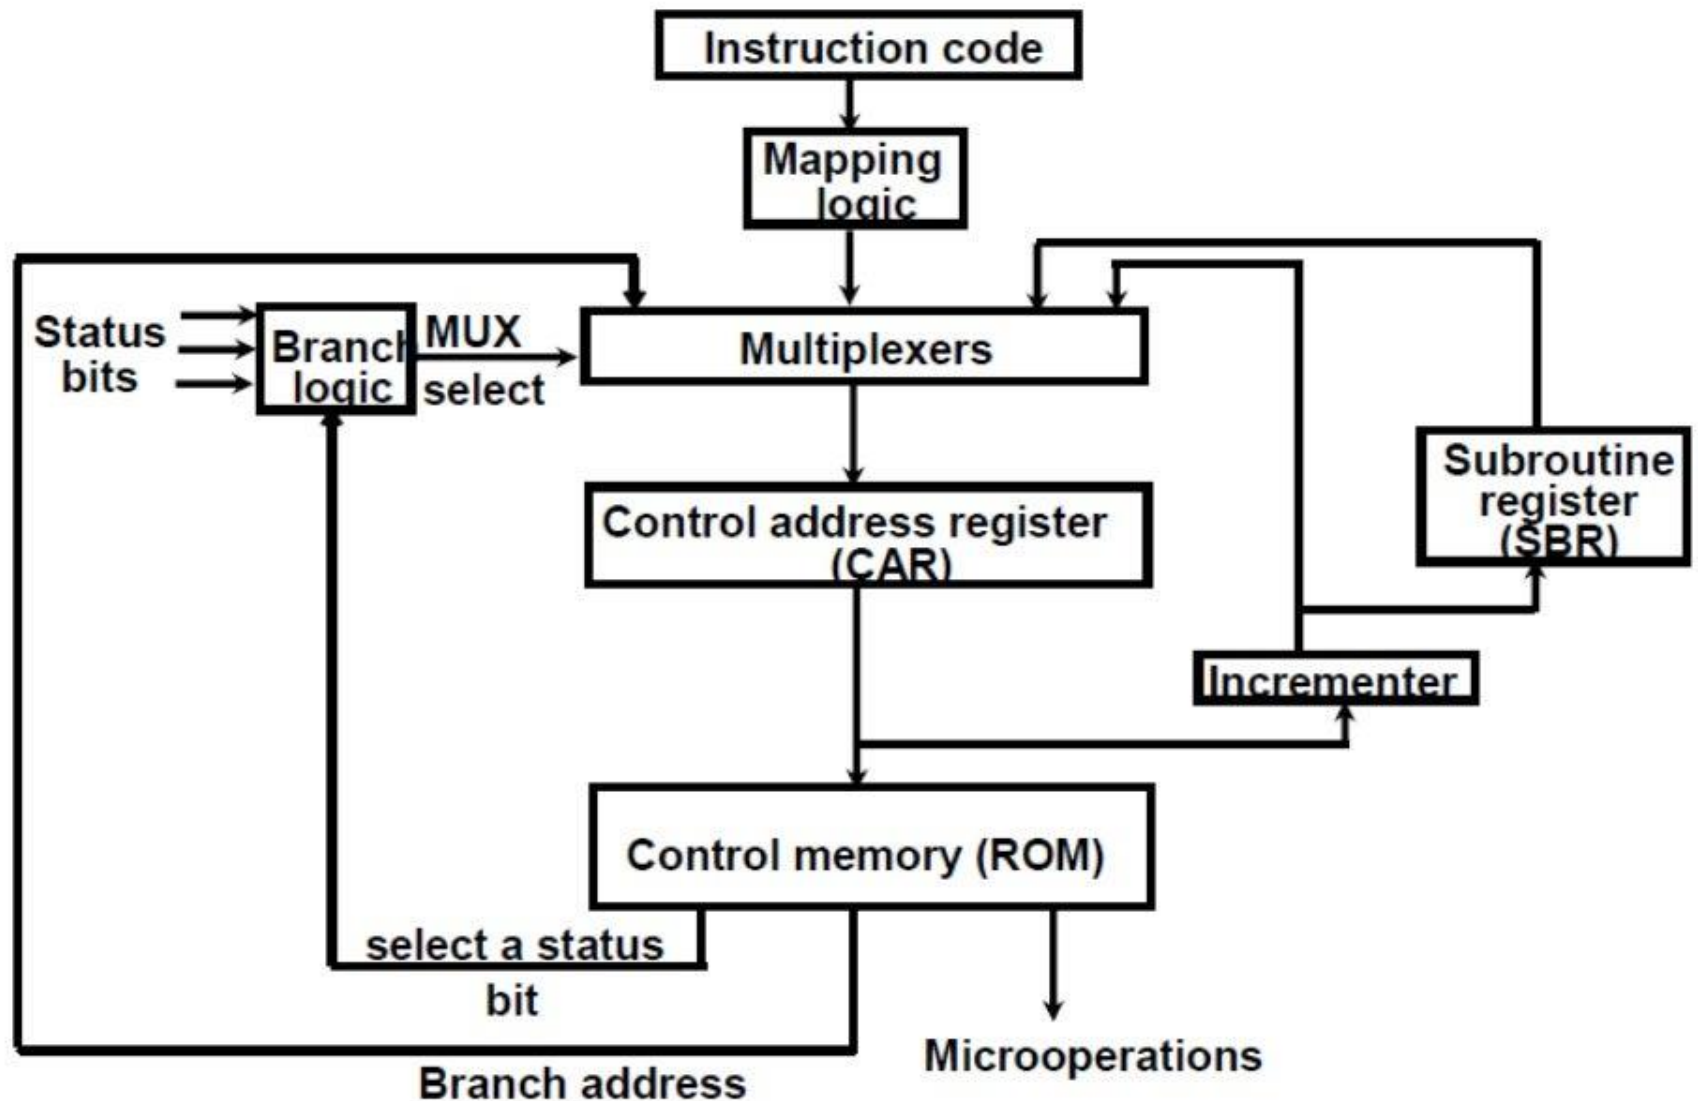 Instruction code
Mapping
logic
Status
bits
Branch
logic
MUX
select
Multiplexers
Control address register
(CAR)
Subroutine
register
(SBR)
Incrementer
Control memory (ROM)
select a status
bit
Microoperations
Branch address